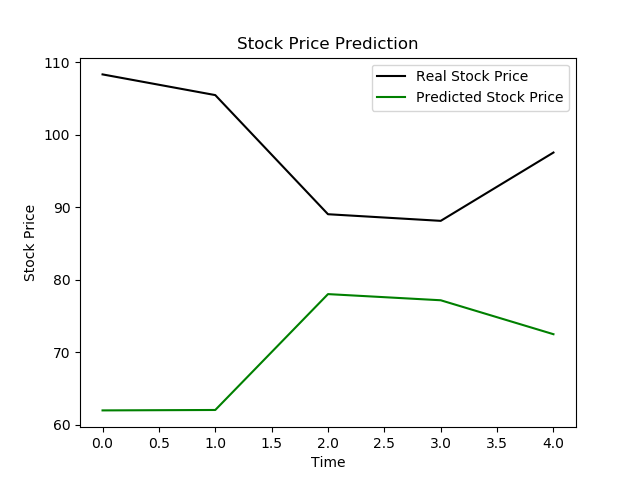 Stock Price Prediction
Real Stock Price
Predicted Stock Price
Stock Price
110
100
90
80
70
60
0.0 0.5 1.0 1.5 2.0 2.5 3.0 3.5 4.0
Time